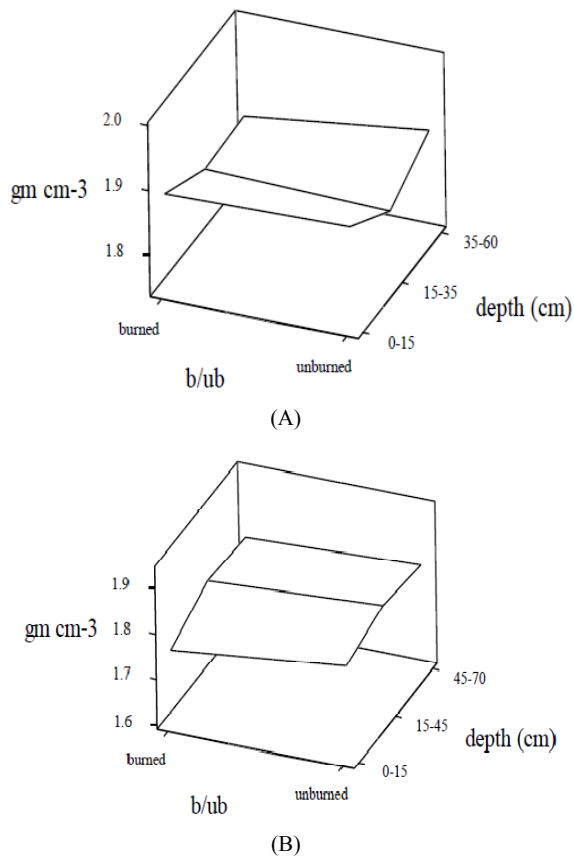 2.0
gm cm-3
1.9
1.8
burned
b/ub
unburned
0-15
15-35
35-60
depth (cm)
(A)
1.9
gm cm-3
1.8
1.7
1.6
burned
b/ub
unburned
0-15
15-45
45-70
depth (cm)
(B)